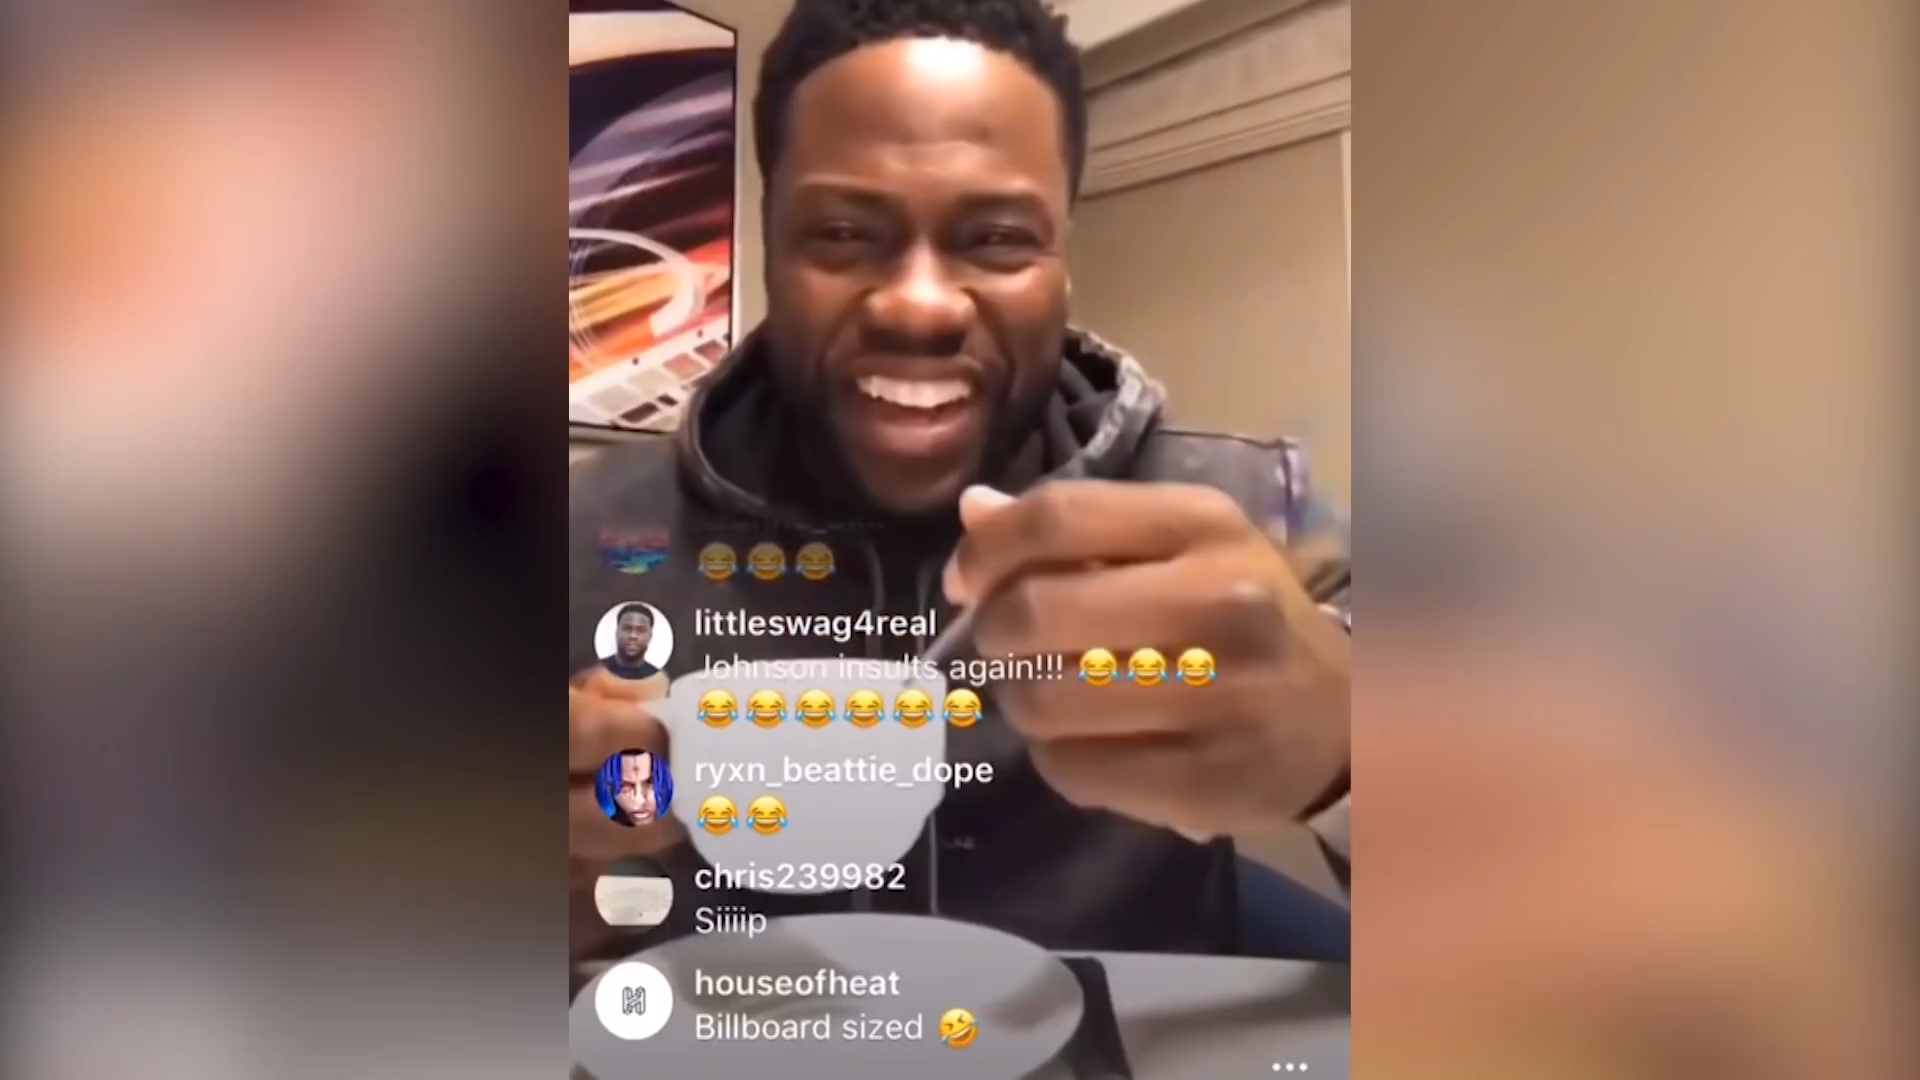 😂😂😂
littleswag4real
Johnson insults again!!! 😂😂😂
😂😂😂😂😂😂
ryxn_beattie_dope
😂😂
chris239982
Siiiip
houseofheat
Billboard sized 🤣